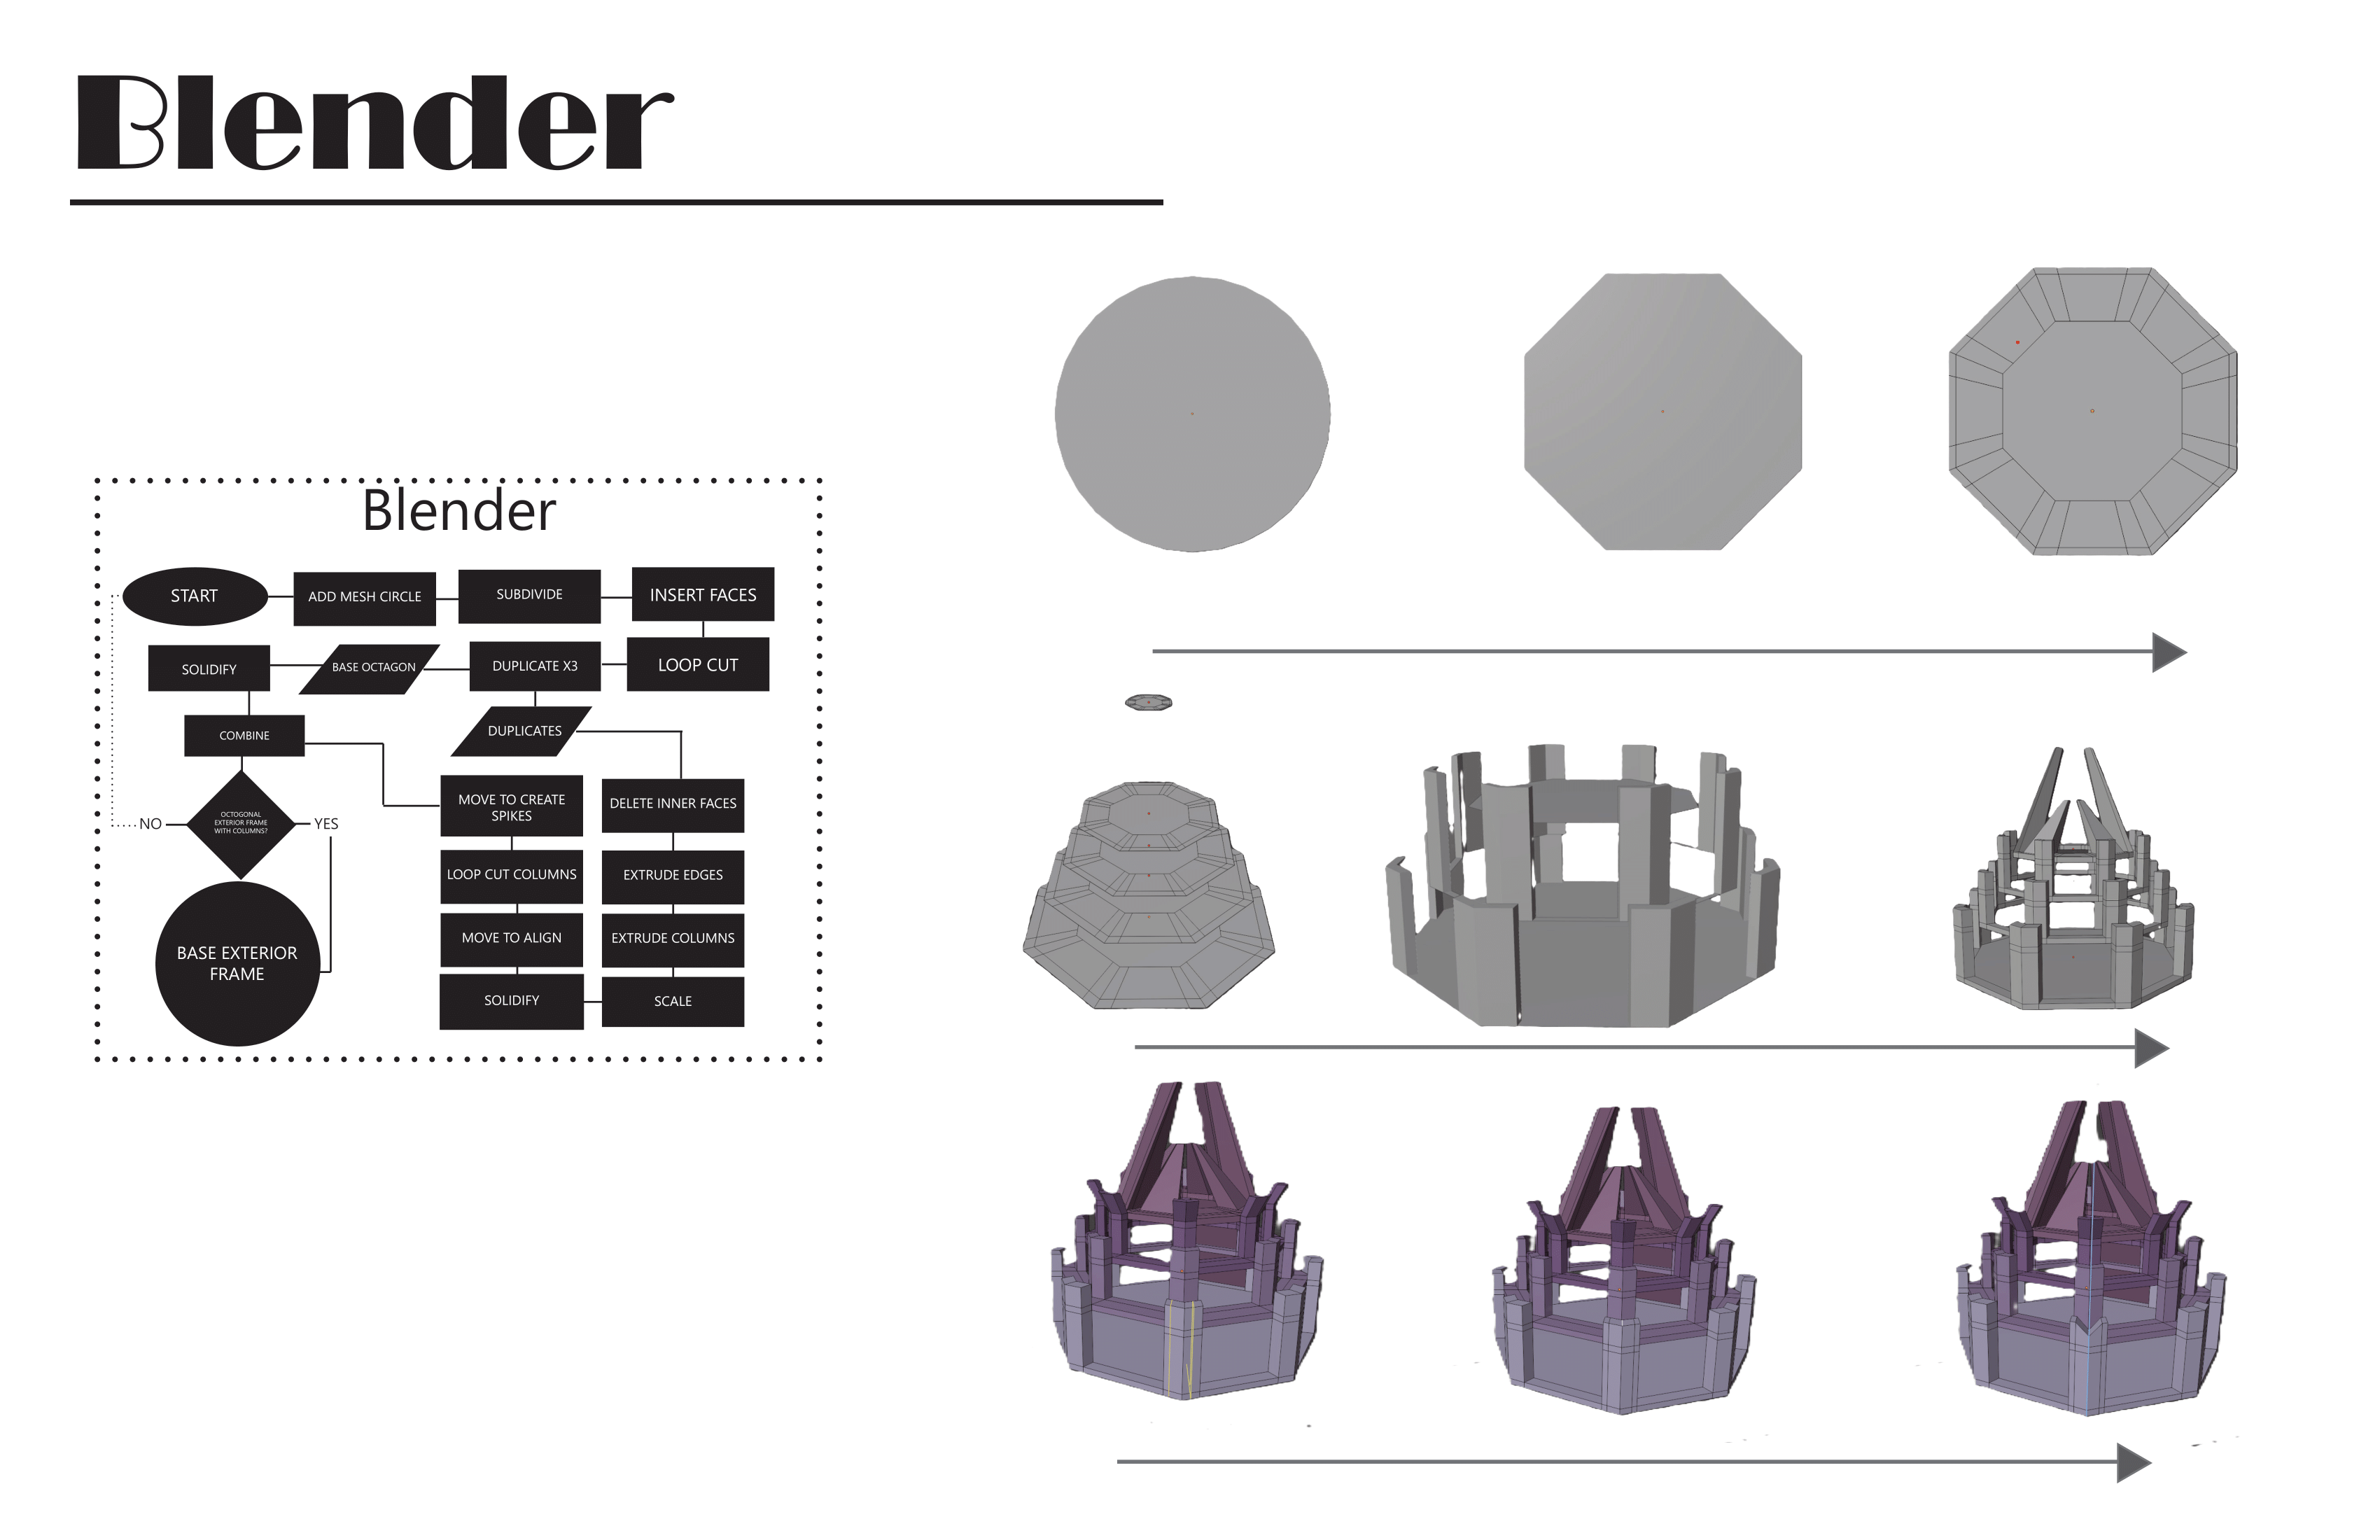 Blender
Blender
START
ADD MESH CIRCLE
SUBDIVIDE
INSERT FACES
SOLIDIFY
BASE OCTAGON
DUPLICATE X3
LOOP CUT
COMBINE
DUPLICATES
MOVE TO CREATE
SPIKES
DELETE INNER FACES
NO
OCTOGONAL
EXTERIOR FRAME
WITH COLUMNS?
YES
LOOP CUT COLUMNS
EXTRUDE EDGES
MOVE TO ALIGN
EXTRUDE COLUMNS
BASE EXTERIOR
FRAME
SOLIDIFY
SCALE